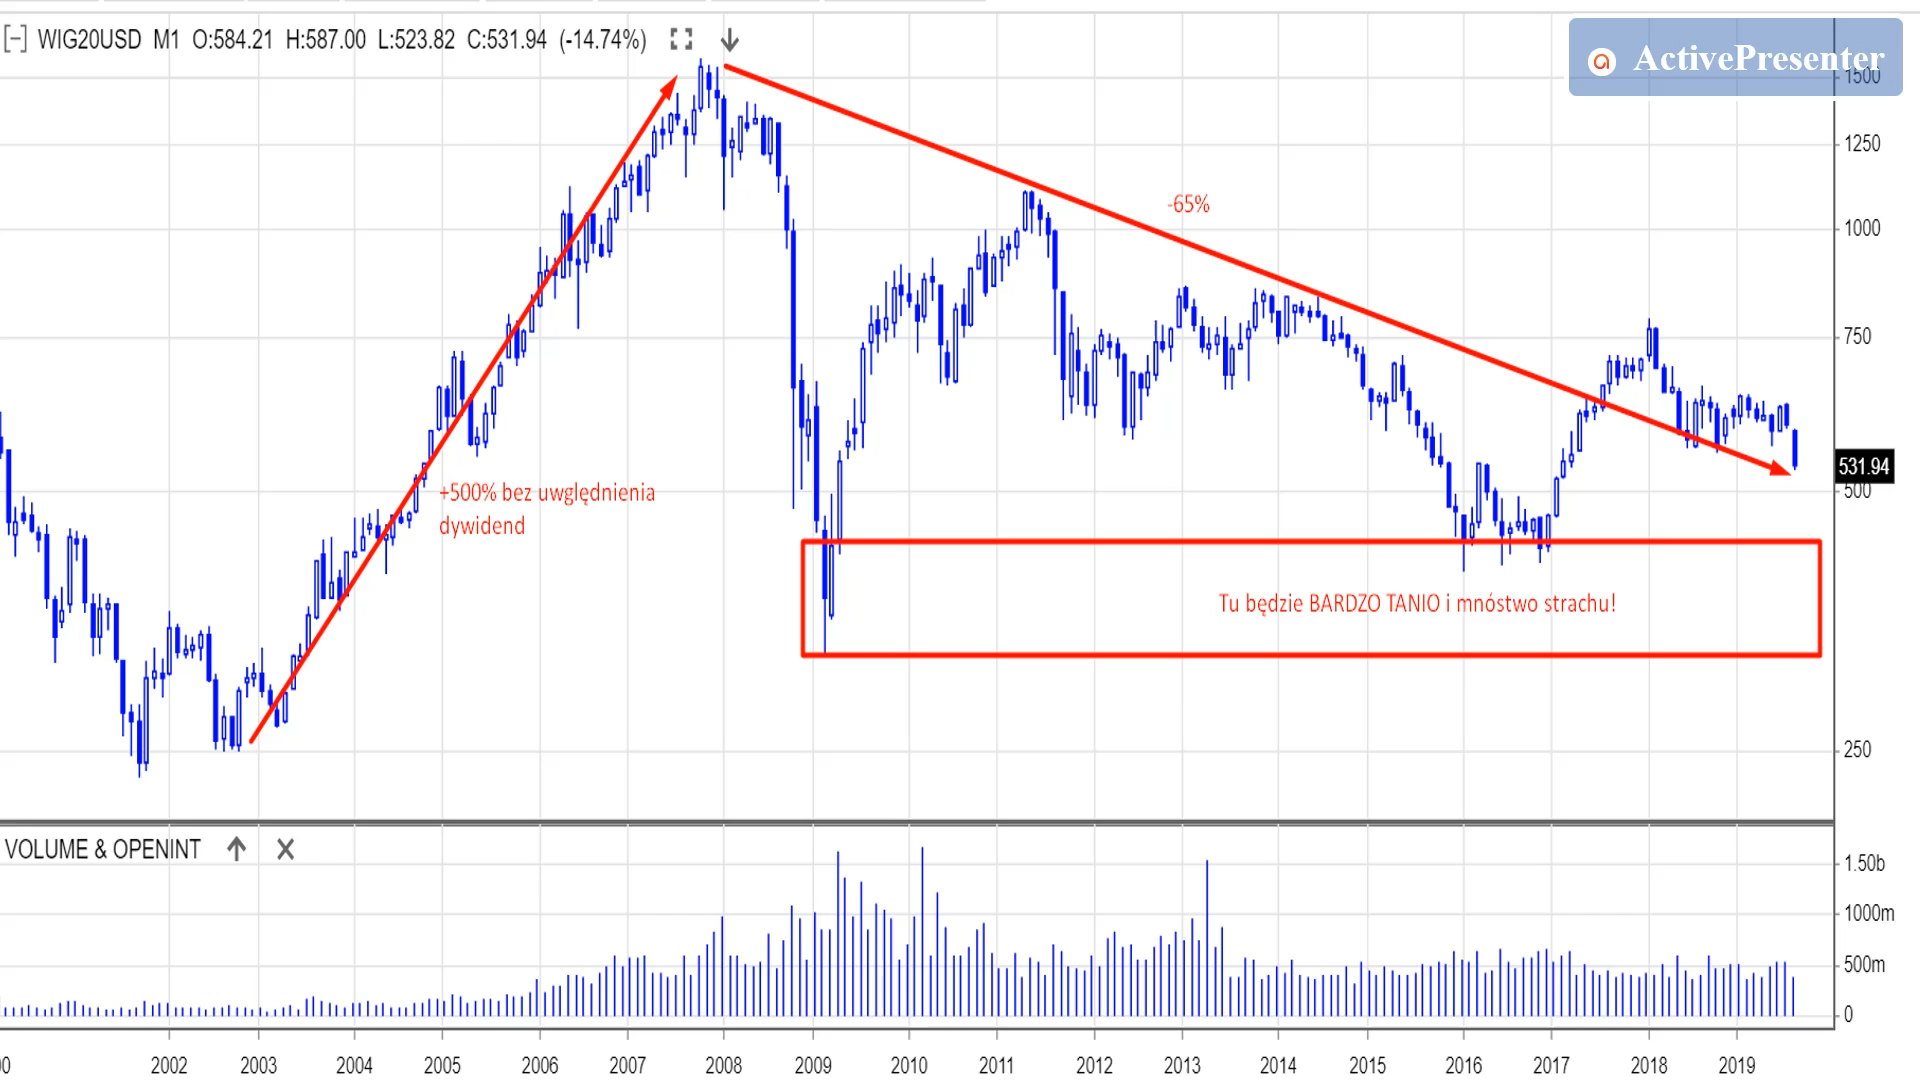 [-] WIG20USD M1 O:584.21 H:587.00 L:523.82 C:531.94 (-14.74%)
ActivePresenter
1500
1250
-65%
1000
750
531.94
500
+500% bez uwględnienia
dywidend
Tu będzie BARDZO TANIO i mnóstwo strachu!
250
VOLUME & OPENINT
1.50b
1000m
500m
0
00 2002 2003 2004 2005 2006 2007 2008 2009 2010 2011 2012 2013 2014 2015 2016 2017 2018 2019